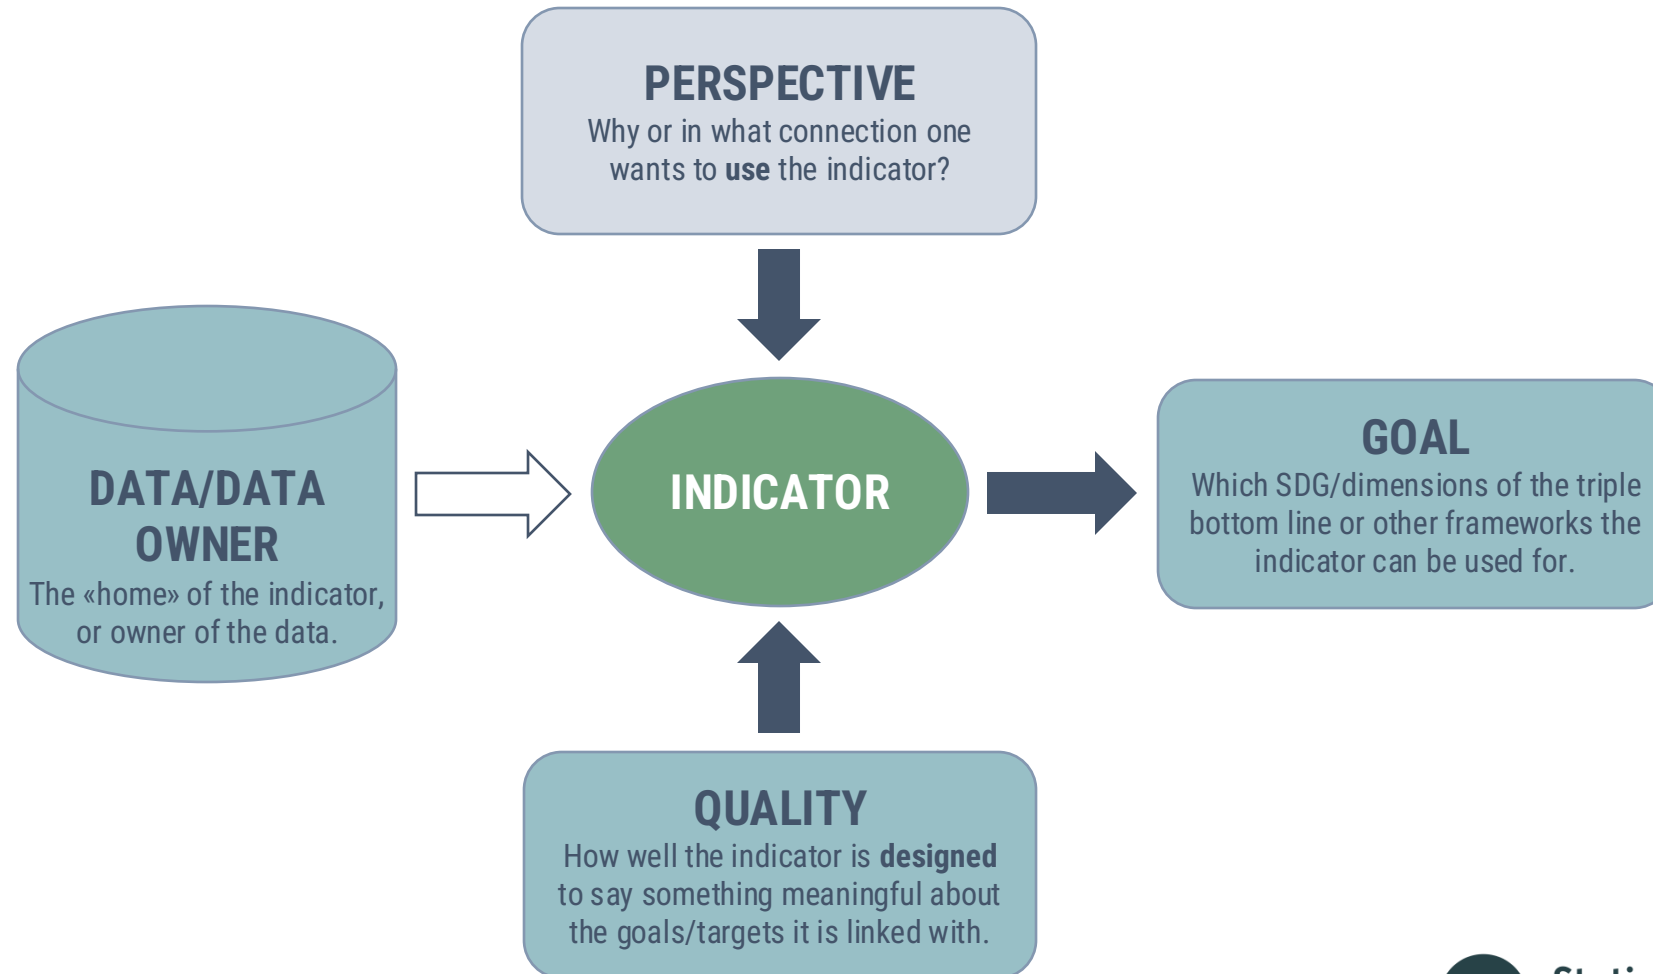 PERSPECTIVE
Why or in what connection one
wants to use the indicator?
DATA/DATA
OWNER
The «home» of the indicator,
or owner of the data.
INDICATOR
GOAL
Which SDG/dimensions of the triple
bottom line or other frameworks the
indicator can be used for.
QUALITY
How well the indicator is designed
to say something meaningful about
the goals/targets it is linked with.